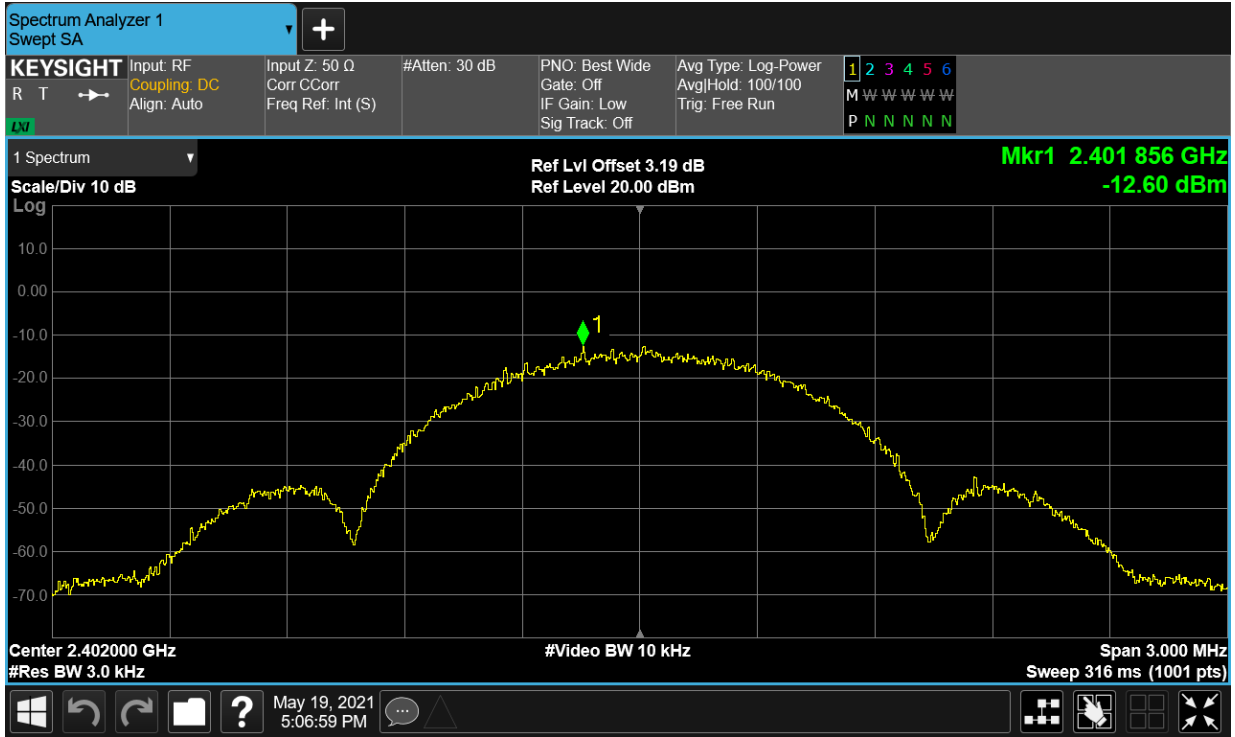 Spectrum Analyzer 1
Swept SA
+
KEYSIGHT
R T
LXI
Input: RF
Coupling: DC
Align: Auto
Input Z: 50 Ω
Corr CCorr
Freq Ref: Int (S)
#Atten: 30 dB
PNO: Best Wide
Gate: Off
IF Gain: Low
Sig Track: Off
Avg Type: Log-Power
Avg|Hold: 100/100
Trig: Free Run
1 2 3 4 5 6
M W W W W W
P N N N N N
1 Spectrum
Scale/Div 10 dB
Ref Lvl Offset 3.19 dB
Ref Level 20.00 dBm
Mkr1 2.401 856 GHz
-12.60 dBm
Log
10.0
0.00
-10.0
-20.0
-30.0
-40.0
-50.0
-60.0
-70.0
1
Center 2.402000 GHz
#Res BW 3.0 kHz
#Video BW 10 kHz
Span 3.000 MHz
Sweep 316 ms (1001 pts)
?
May 19, 2021
5:06:59 PM